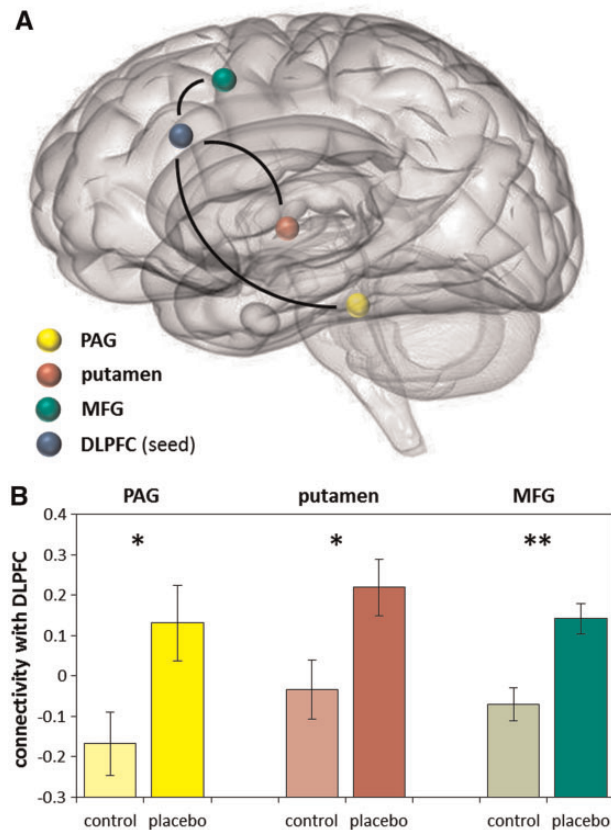 A
PAG
putamen
MFG
DLPFC (seed)
B
PAG putamen MFG
* * **
connectivity with DLPFC
0.4
0.3
0.2
0.1
0
-0.1
-0.2
-0.3
control placebo control placebo control placebo